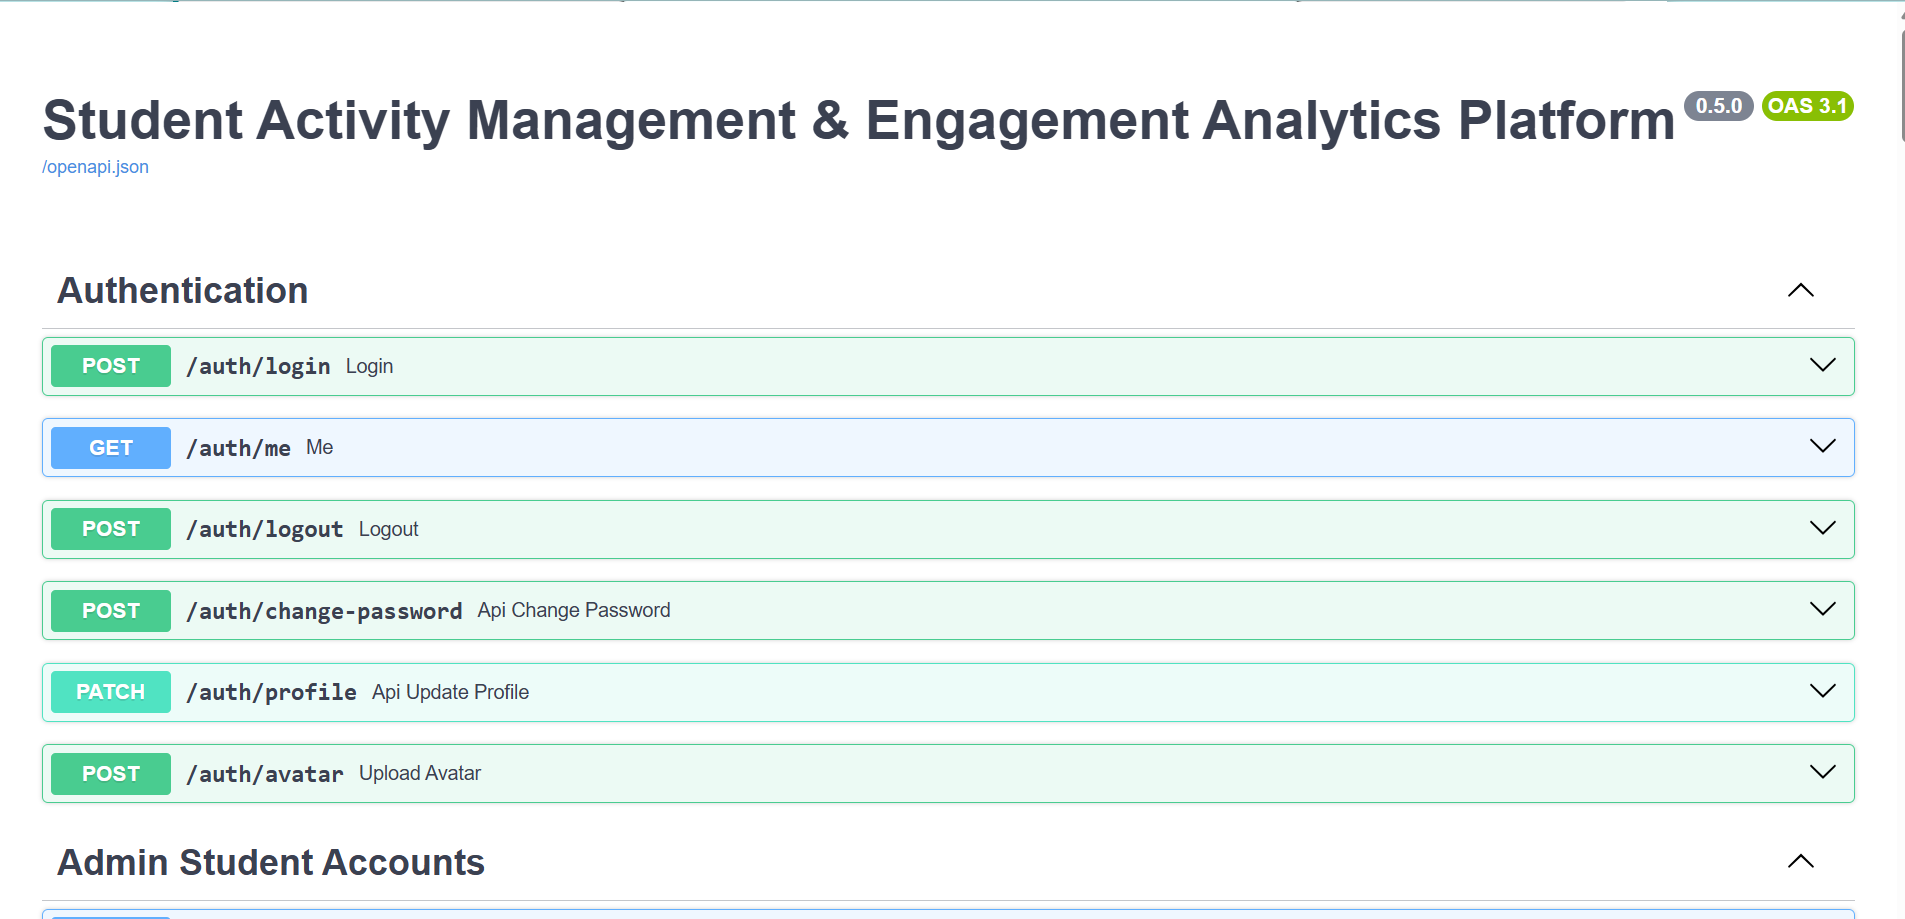 Student Activity Management & Engagement Analytics Platform 0.5.0 OAS 3.1
/openapi.json
Authentication
POST /auth/login Login
GET /auth/me Me
POST /auth/logout Logout
POST /auth/change-password Api Change Password
PATCH /auth/profile Api Update Profile
POST /auth/avatar Upload Avatar
Admin Student Accounts